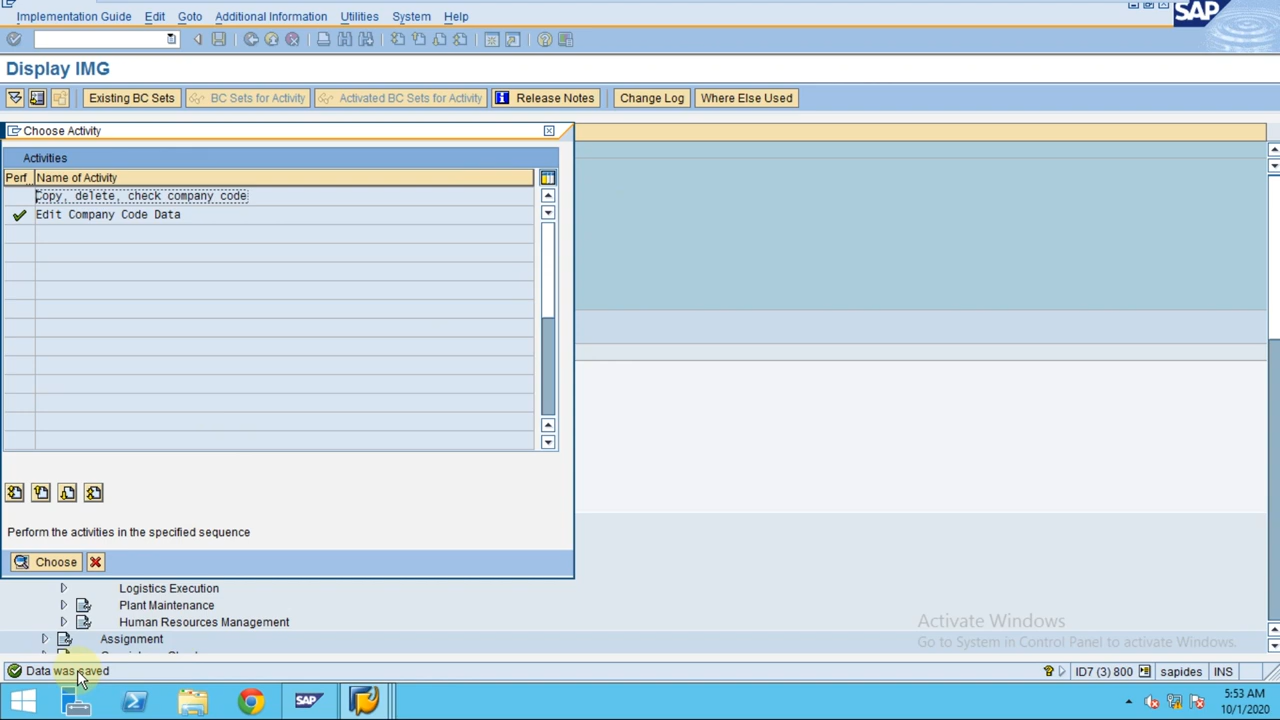 Implementation Guide Edit Goto Additional Information Utilities System Help
SAP
Display IMG
Existing BC Sets BC Sets for Activity Activated BC Sets for Activity Release Notes Change Log Where Else Used
Choose Activity
Activities
Perf... Name of Activity
Copy, delete, check company code
Edit Company Code Data
Perform the activities in the specified sequence
Choose
Logistics Execution
Plant Maintenance
Human Resources Management
Assignment
Activate Windows
Go to System in Control Panel to activate Windows.
Data was saved ID7 (3) 800 sapides INS
SAP
5:53 AM
10/1/2020